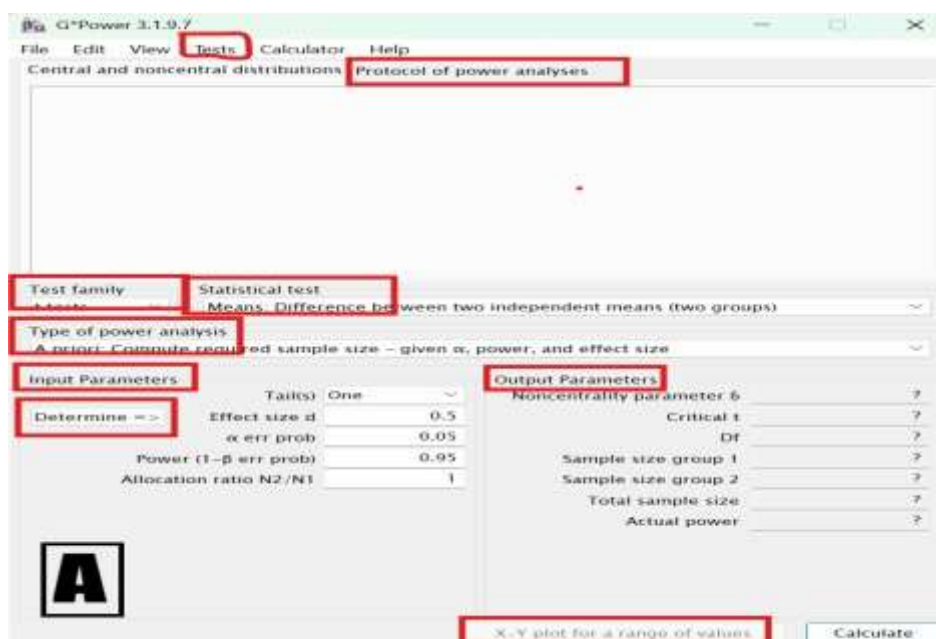 G*Power 3.1.9.7
File Edit View Tests Calculator Help
Central and noncentral distributions Protocol of power analyses
Test family Statistical test
t tests Means: Difference between two independent means (two groups)
Type of power analysis
A priori: Compute required sample size – given α, power, and effect size
Input Parameters Output Parameters
Tail(s) One Noncentrality parameter δ ?
Determine => Effect size d 0.5 Critical t ?
α err prob 0.05 Df ?
Power (1-β err prob) 0.95 Sample size group 1 ?
Allocation ratio N2/N1 1 Sample size group 2 ?
Total sample size ?
Actual power ?
A
X-Y plot for a range of values Calculate